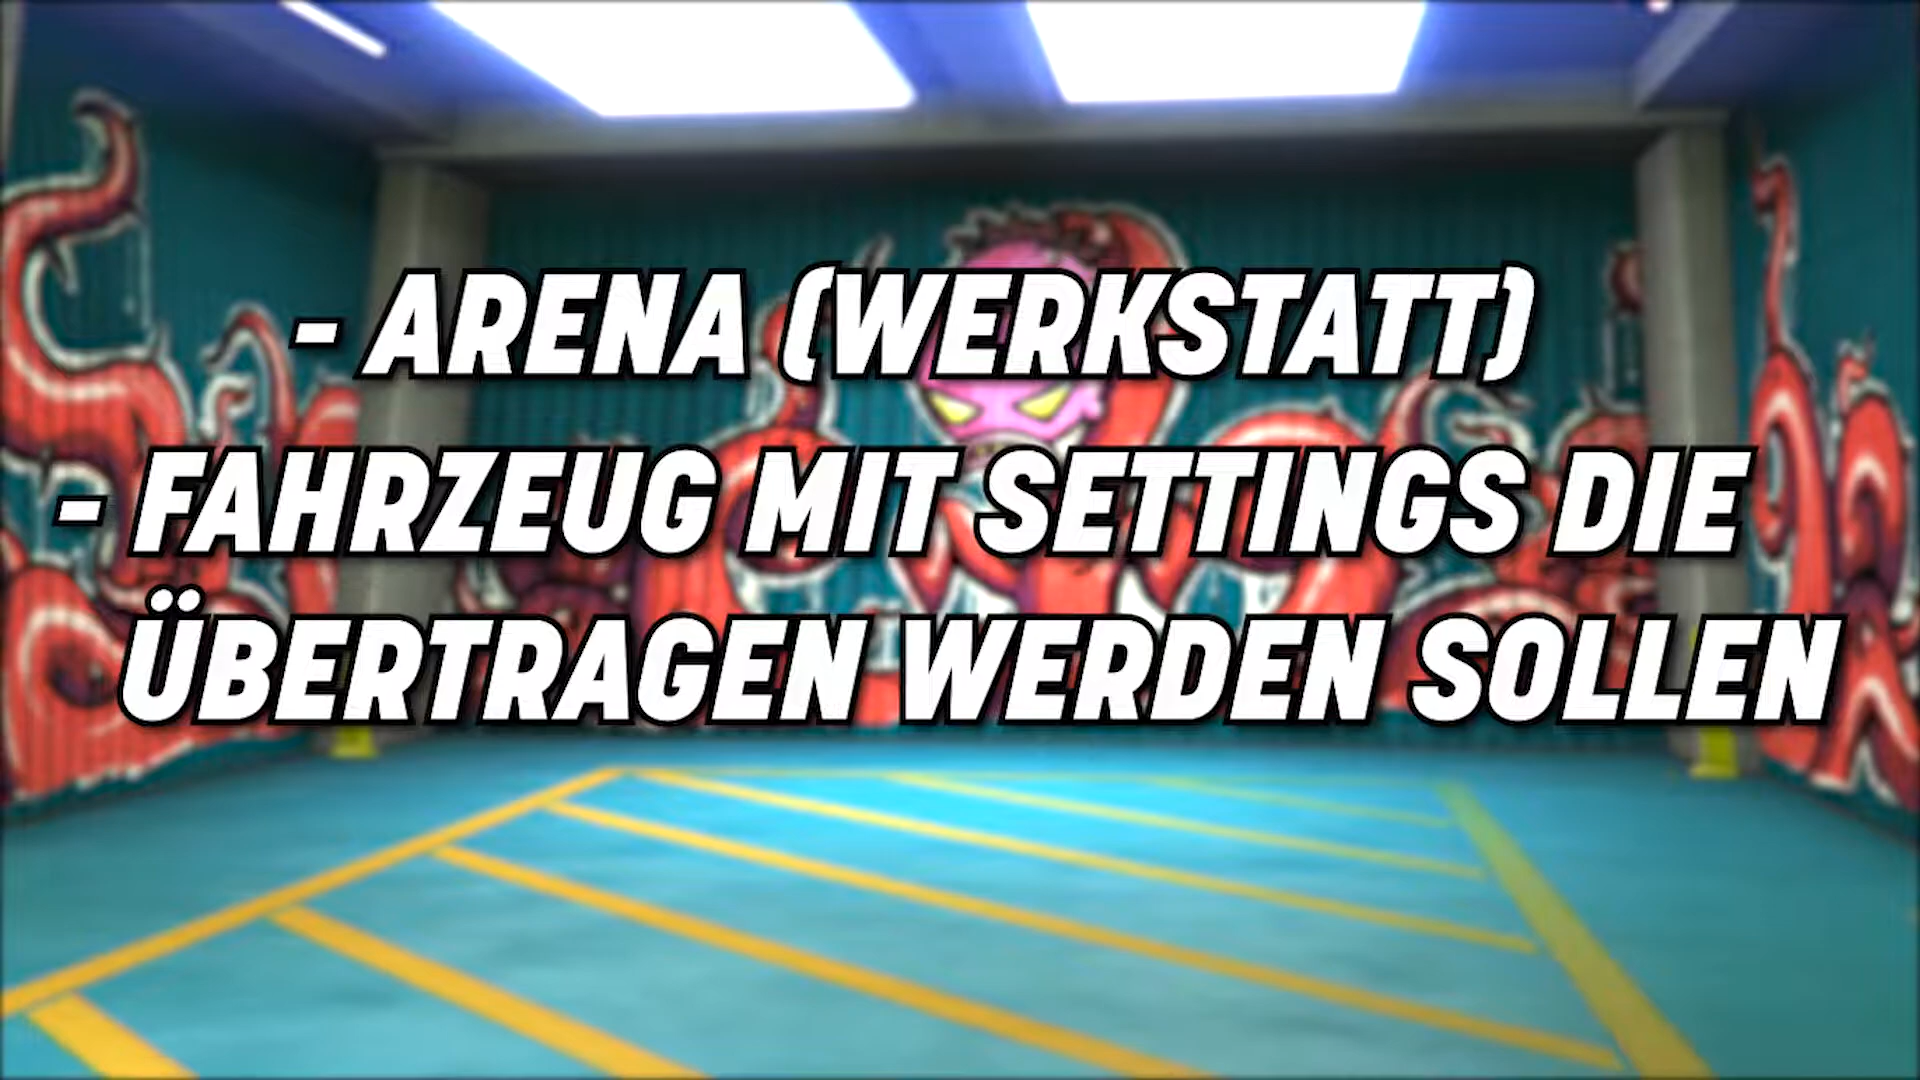 - ARENA (WERKSTATT)
- FAHRZEUG MIT SETTINGS DIE
ÜBERTRAGEN WERDEN SOLLEN